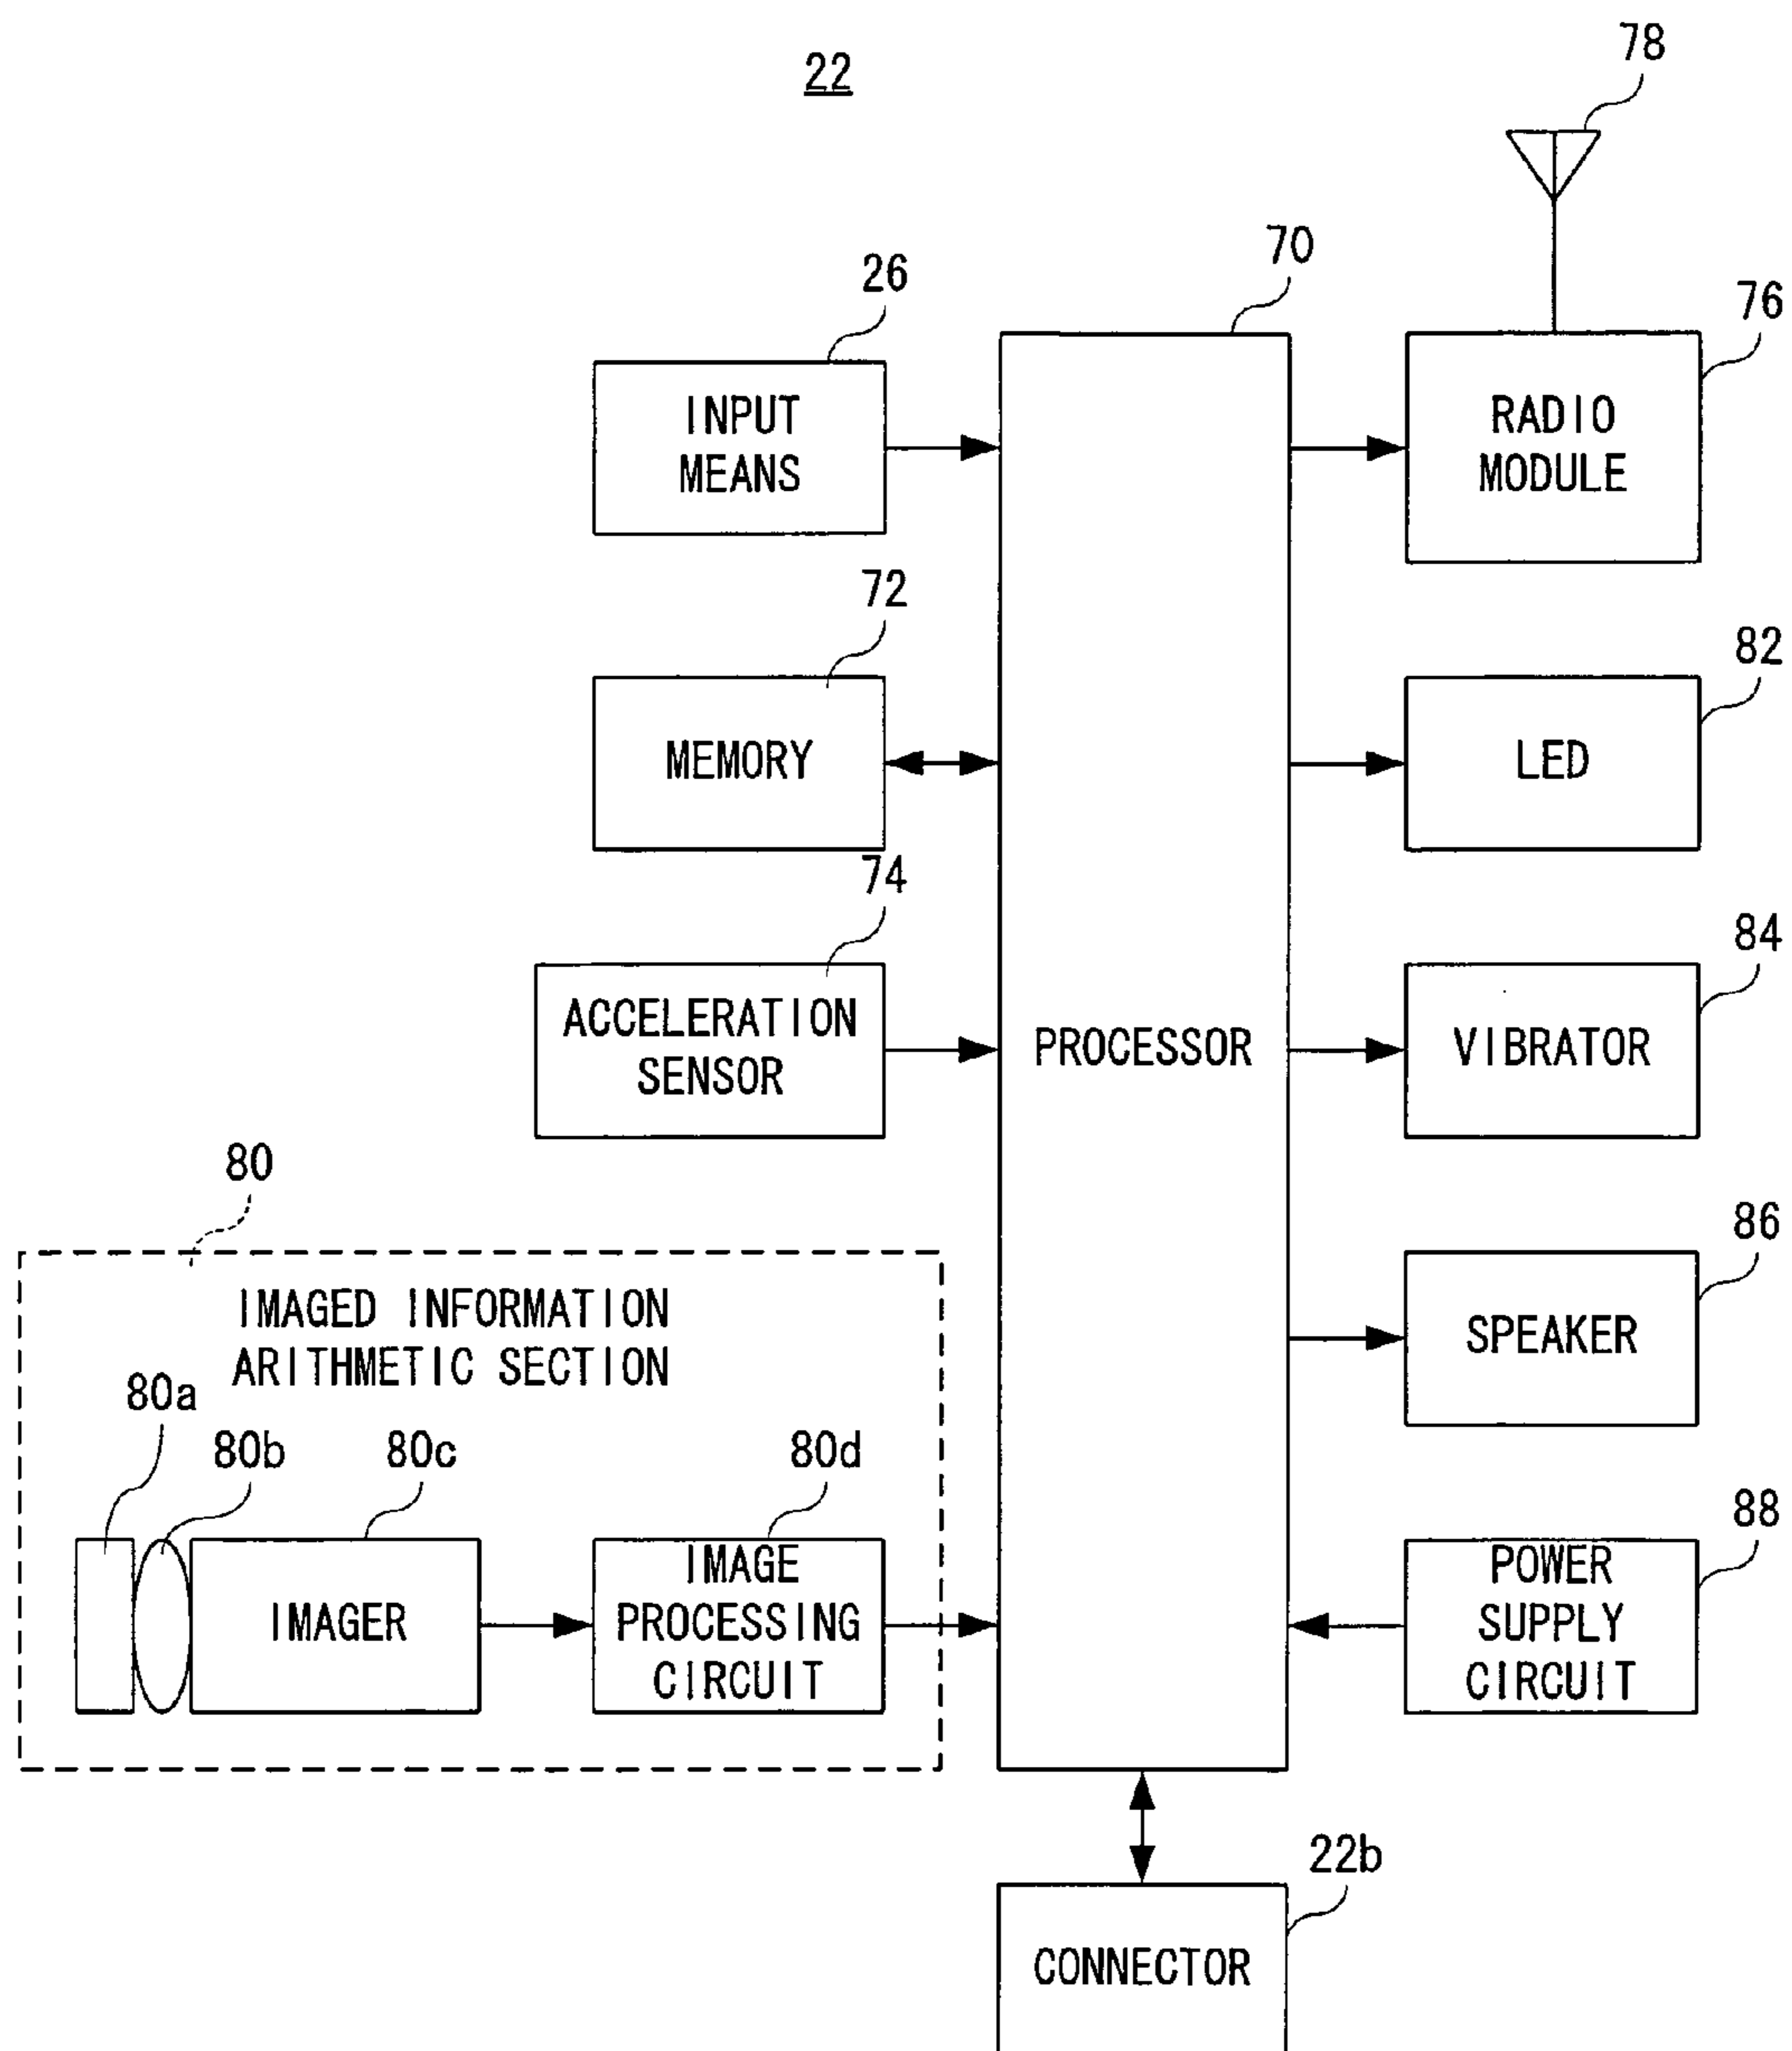 22
78
70
26
76
INPUT
MEANS
RADIO
MODULE
72
82
MEMORY
LED
74
84
ACCELERATION
SENSOR
PROCESSOR
VIBRATOR
80
86
IMAGED INFORMATION
ARITHMETIC SECTION
SPEAKER
80a
80b
80c
80d
88
IMAGER
IMAGE
PROCESSING
CIRCUIT
POWER
SUPPLY
CIRCUIT
22b
CONNECTOR